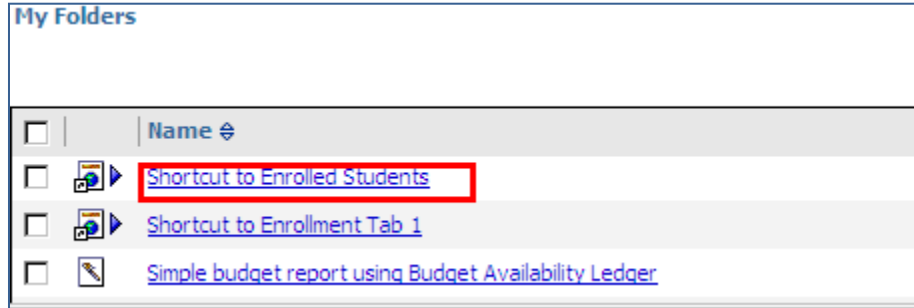 My Folders
Name
Shortcut to Enrolled Students
Shortcut to Enrollment Tab 1
Simple budget report using Budget Availability Ledger